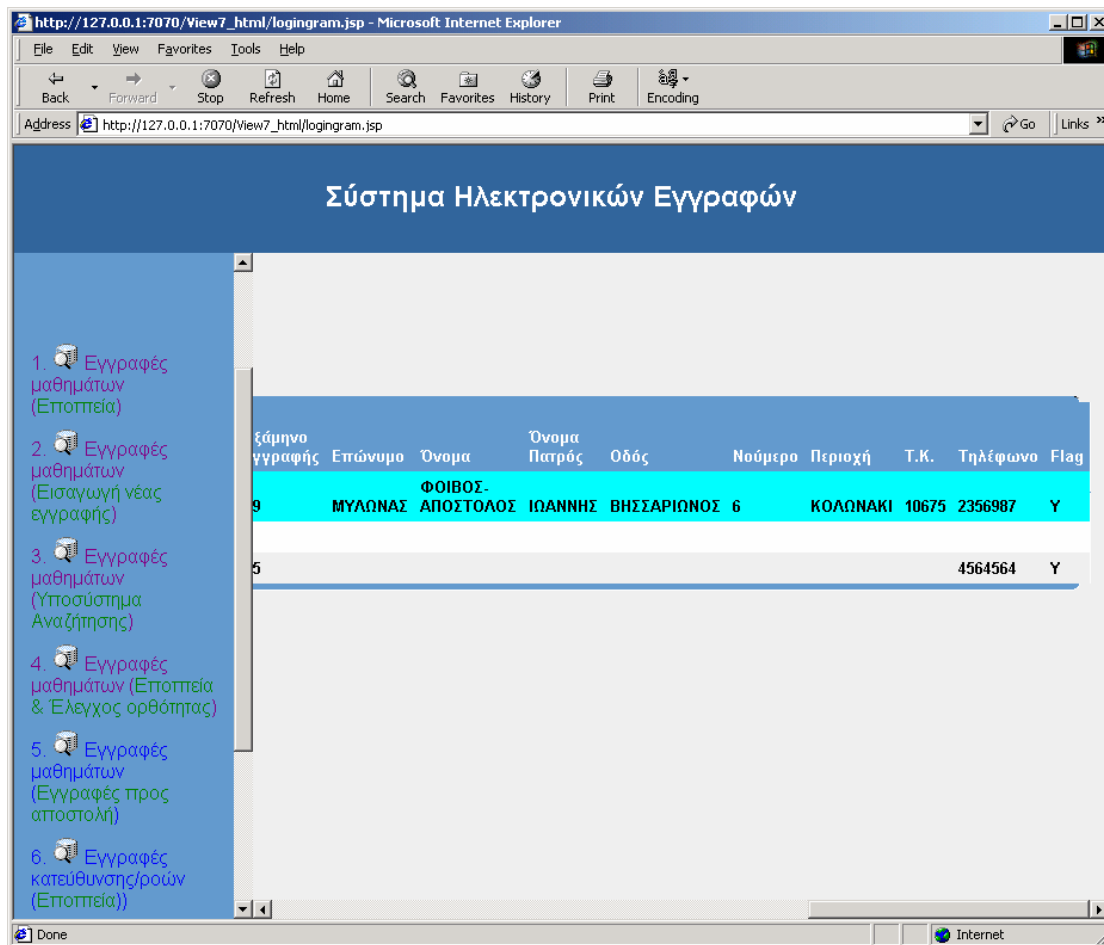 http://127.0.0.1:7070/View7_html/logingram.jsp - Microsoft Internet Explorer
File Edit View Favorites Tools Help
Back Forward Stop Refresh Home Search Favorites History Print Encoding
Address http://127.0.0.1:7070/View7_html/logingram.jsp Go Links »
Σύστημα Ηλεκτρονικών Εγγραφών
1. Εγγραφές
μαθημάτων
(Εποπτεία)
2. Εγγραφές
μαθημάτων
(Εισαγωγή νέας
εγγραφής)
3. Εγγραφές
μαθημάτων
(Υποσύστημα
Αναζήτησης)
4. Εγγραφές
μαθημάτων (Εποπτεία
& Έλεγχος ορθότητας)
5. Εγγραφές
μαθημάτων
(Εγγραφές προς
αποστολή)
6. Εγγραφές
κατεύθυνσης/ροών
(Εποπτεία))
ξάμηνο Όνομα
γγραφής Επώνυμο Όνομα Πατρός Οδός Νούμερο Περιοχή Τ.Κ. Τηλέφωνο Flag
ΦΟΙΒΟΣ-
9 ΜΥΛΩΝΑΣ ΑΠΟΣΤΟΛΟΣ ΙΩΑΝΝΗΣ ΒΗΣΣΑΡΙΩΝΟΣ 6 ΚΟΛΩΝΑΚΙ 10675 2356987 Y
5 4564564 Y
Done Internet